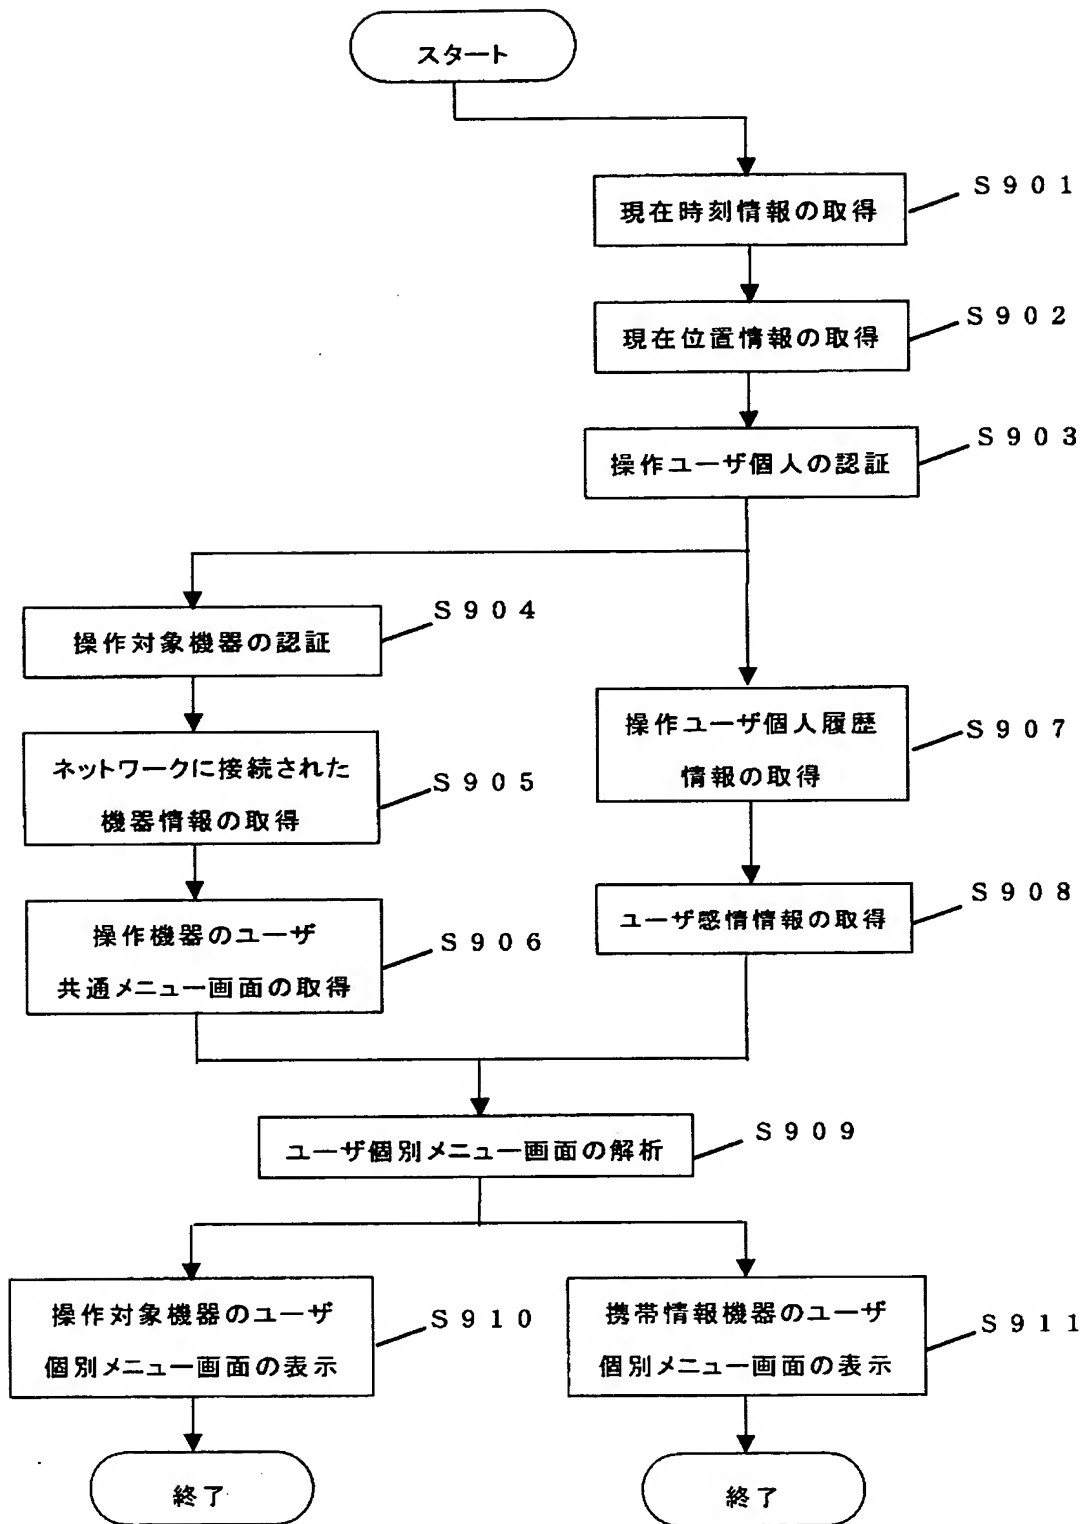 スタート
現在時刻情報の取得
S901
現在位置情報の取得
S902
操作ユーザ個人の認証
S903
操作対象機器の認証
S904
ネットワークに接続された
機器情報の取得
S905
操作機器のユーザ
共通メニュー画面の取得
S906
操作ユーザ個人履歴
情報の取得
S907
ユーザ感情情報の取得
S908
ユーザ個別メニュー画面の解析
S909
操作対象機器のユーザ
個別メニュー画面の表示
S910
携帯情報機器のユーザ
個別メニュー画面の表示
S911
終了
終了